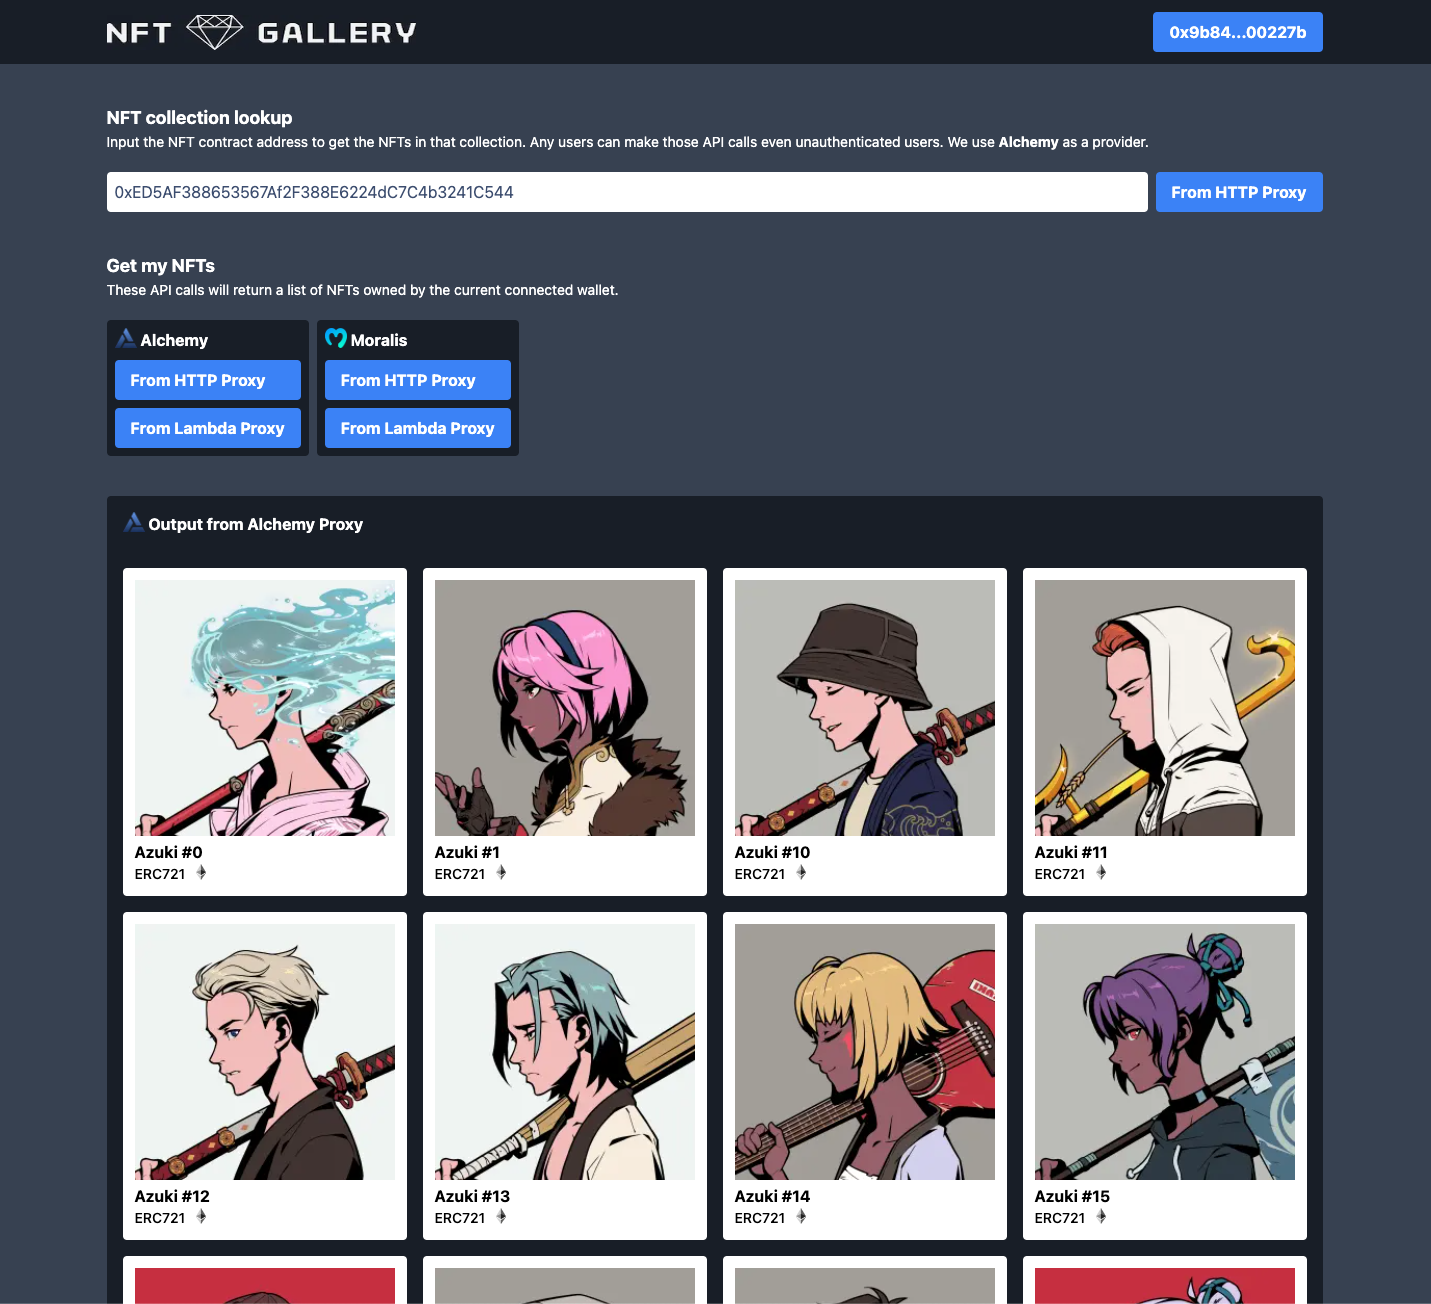 NFT GALLERY
0x9b84...00227b
NFT collection lookup
Input the NFT contract address to get the NFTs in that collection. Any users can make those API calls even unauthenticated users. We use Alchemy as a provider.
0xED5AF388653567Af2F388E6224dC7C4b3241C544
From HTTP Proxy
Get my NFTs
These API calls will return a list of NFTs owned by the current connected wallet.
Alchemy
From HTTP Proxy
From Lambda Proxy
Moralis
From HTTP Proxy
From Lambda Proxy
Output from Alchemy Proxy
Azuki #0
ERC721
Azuki #1
ERC721
Azuki #10
ERC721
Azuki #11
ERC721
Azuki #12
ERC721
Azuki #13
ERC721
Azuki #14
ERC721
Azuki #15
ERC721